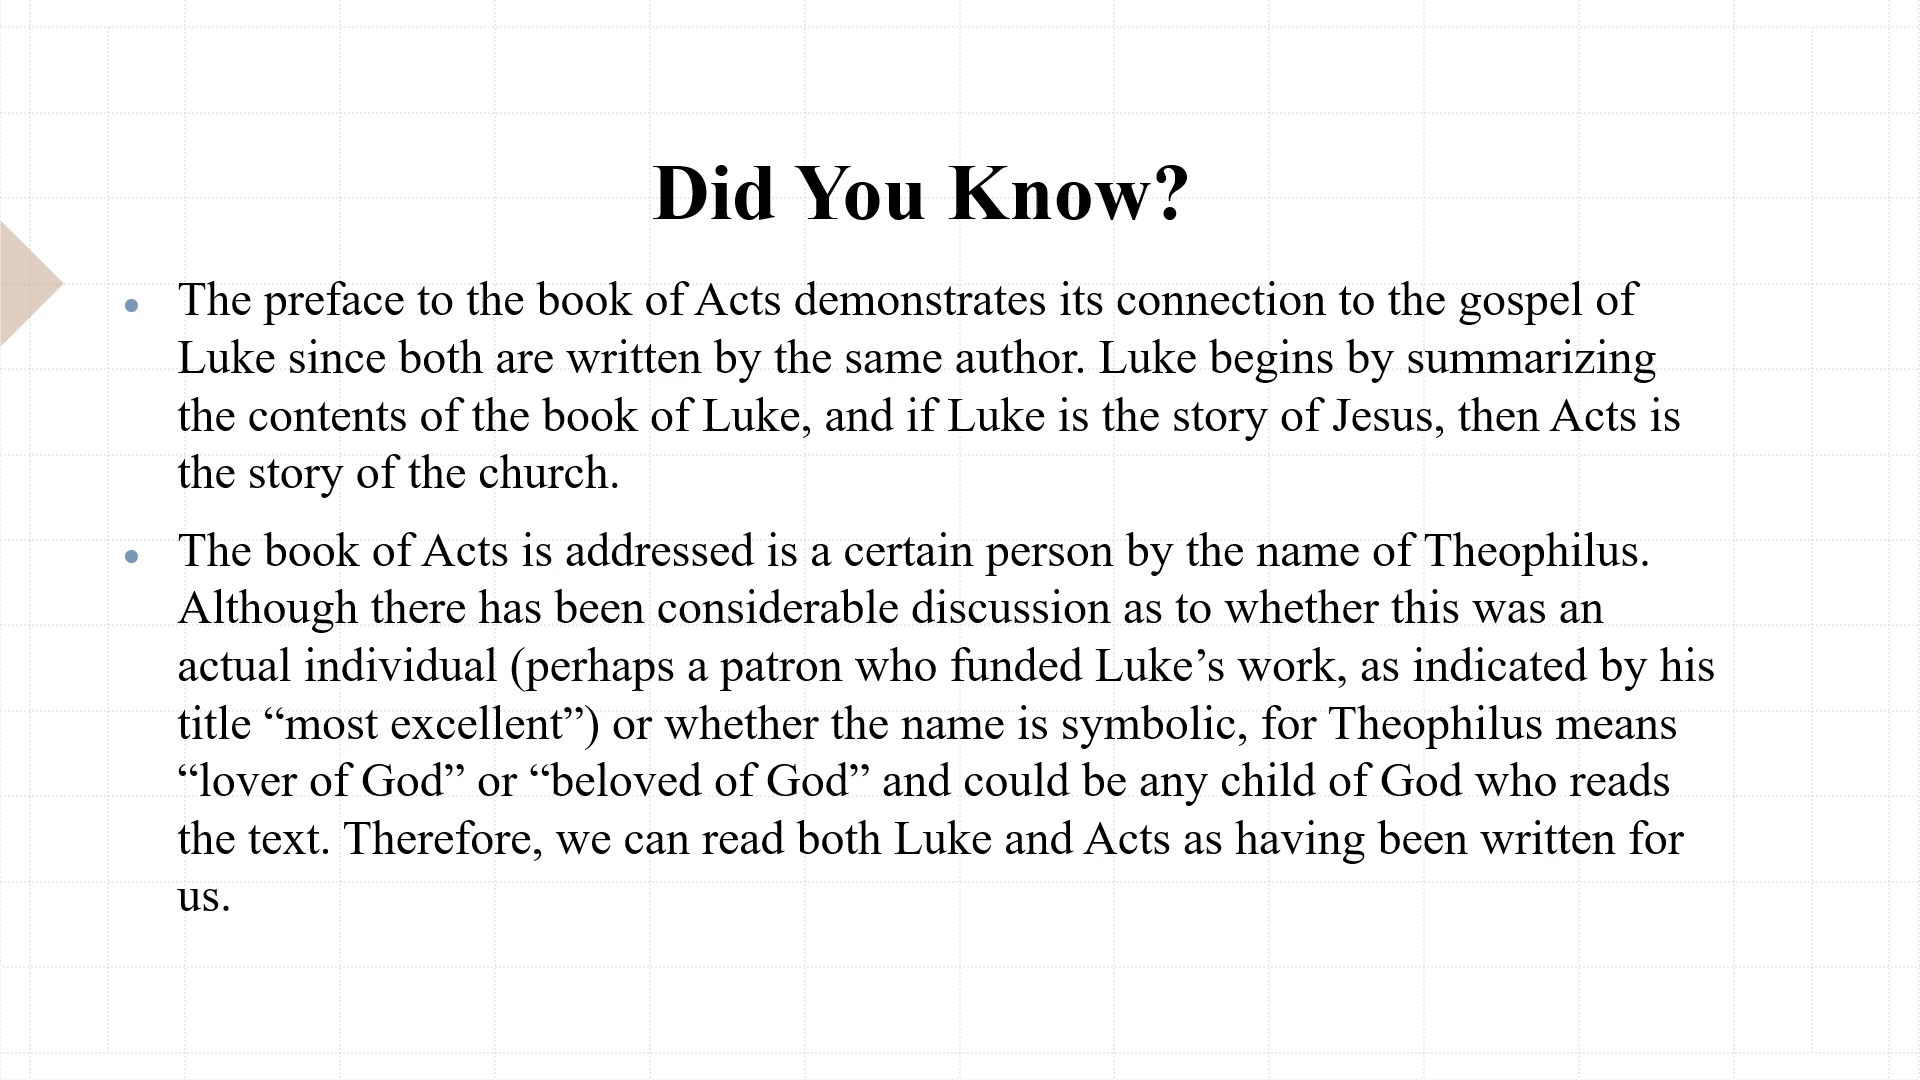 Did You Know?
The preface to the book of Acts demonstrates its connection to the gospel of
Luke since both are written by the same author. Luke begins by summarizing
the contents of the book of Luke, and if Luke is the story of Jesus, then Acts is
the story of the church.
The book of Acts is addressed is a certain person by the name of Theophilus.
Although there has been considerable discussion as to whether this was an
actual individual (perhaps a patron who funded Luke’s work, as indicated by his
title “most excellent”) or whether the name is symbolic, for Theophilus means
“lover of God” or “beloved of God” and could be any child of God who reads
the text. Therefore, we can read both Luke and Acts as having been written for
us.